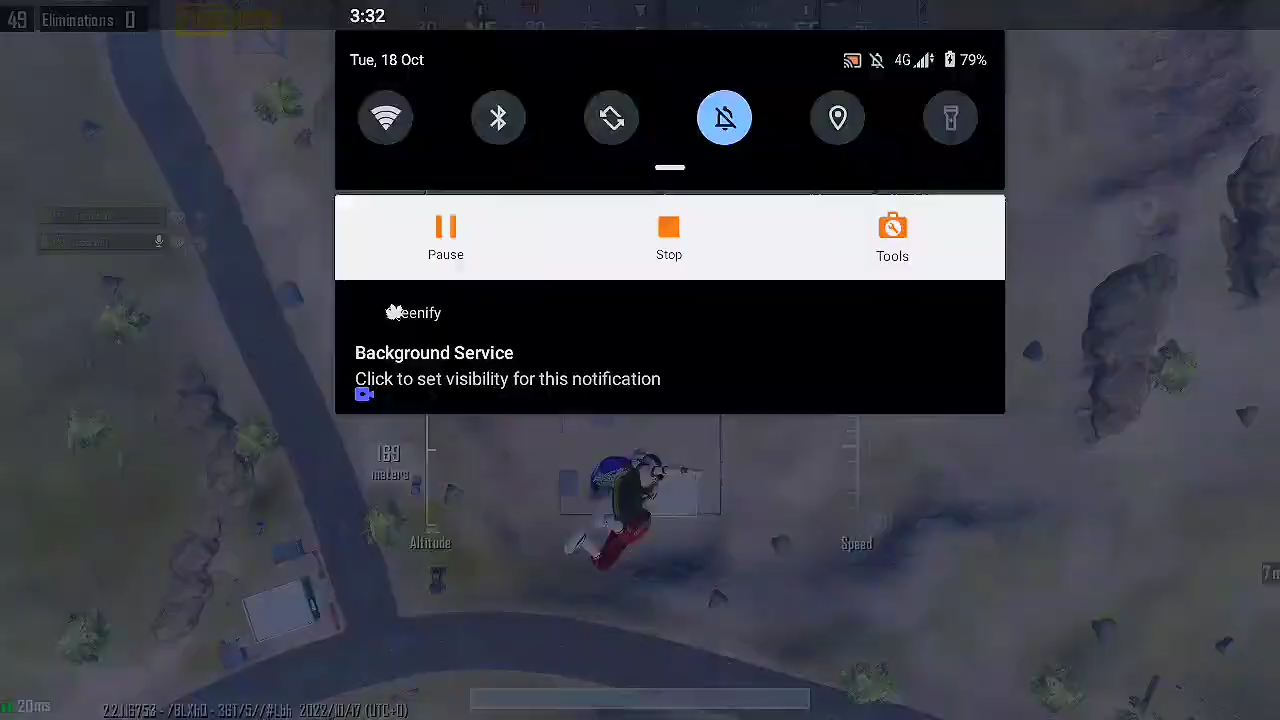 49 Eliminations 0
3:32
Tue, 18 Oct
4G 79%
Pause
Stop
Tools
eenify
Background Service
Click to set visibility for this notification
169
meters
Altitude
Speed
20ms
2022/10/17 (UTC+0)